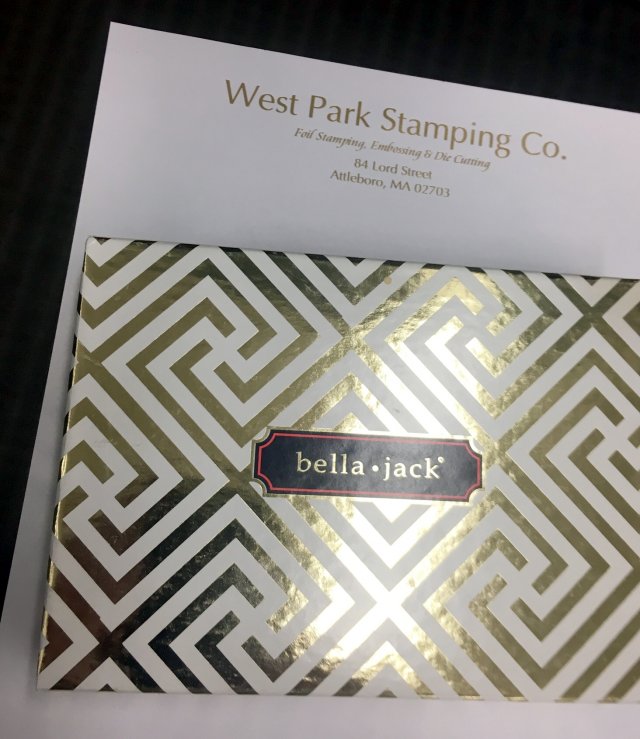 West Park Stamping Co.
Foil Stamping, Embossing & Die Cutting
84 Lord Street
Attleboro, MA 02703
bella•jack®